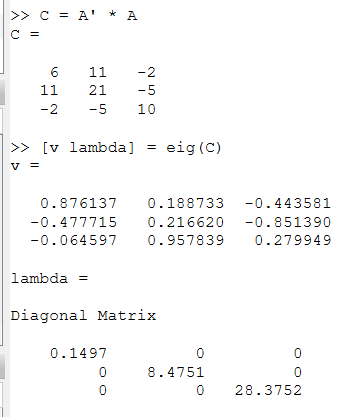 >> C = A' * A
C =
6 11 -2
11 21 -5
-2 -5 10
>> [v lambda] = eig(C)
v =
0.876137 0.188733 -0.443581
-0.477715 0.216620 -0.851390
-0.064597 0.957839 0.279949
lambda =
Diagonal Matrix
0.1497 0 0
0 8.4751 0
0 0 28.3752